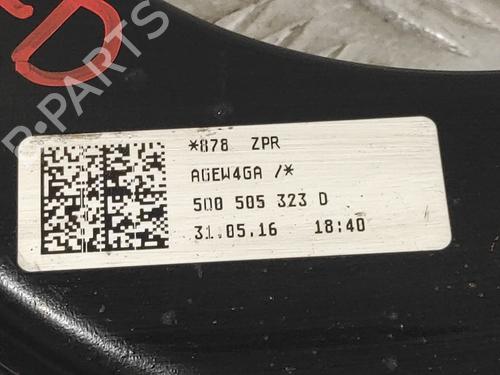 D
B-PARTS
*878 ZPR
AGEW4GA /*
5Q0 505 323 D
31.05.16 18:40